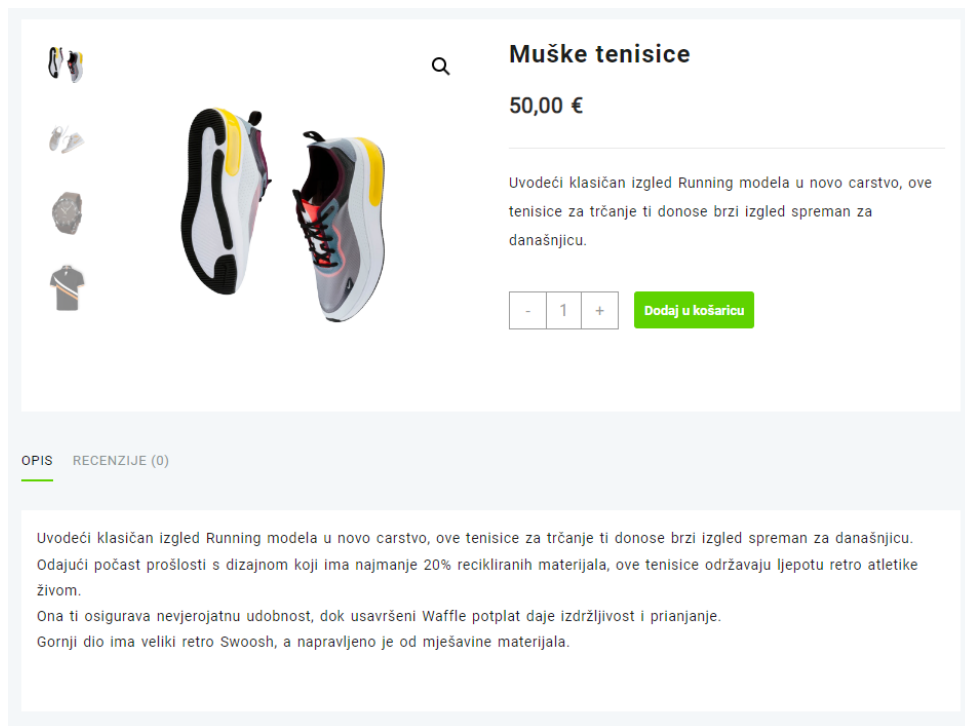 Muške tenisice
50,00 €
Uvodeći klasičan izgled Running modela u novo carstvo, ove
tenisice za trčanje ti donose brzi izgled spreman za
današnjicu.
- 1 + Dodaj u košaricu
OPIS RECENZIJE (0)
Uvodeći klasičan izgled Running modela u novo carstvo, ove tenisice za trčanje ti donose brzi izgled spreman za današnjicu.
Odajući počast prošlosti s dizajnom koji ima najmanje 20% recikliranih materijala, ove tenisice održavaju ljepotu retro atletike
živom.
Ona ti osigurava nevjerojatnu udobnost, dok usavršeni Waffle potplat daje izdržljivost i prianjanje.
Gornji dio ima veliki retro Swoosh, a napravljeno je od mješavine materijala.